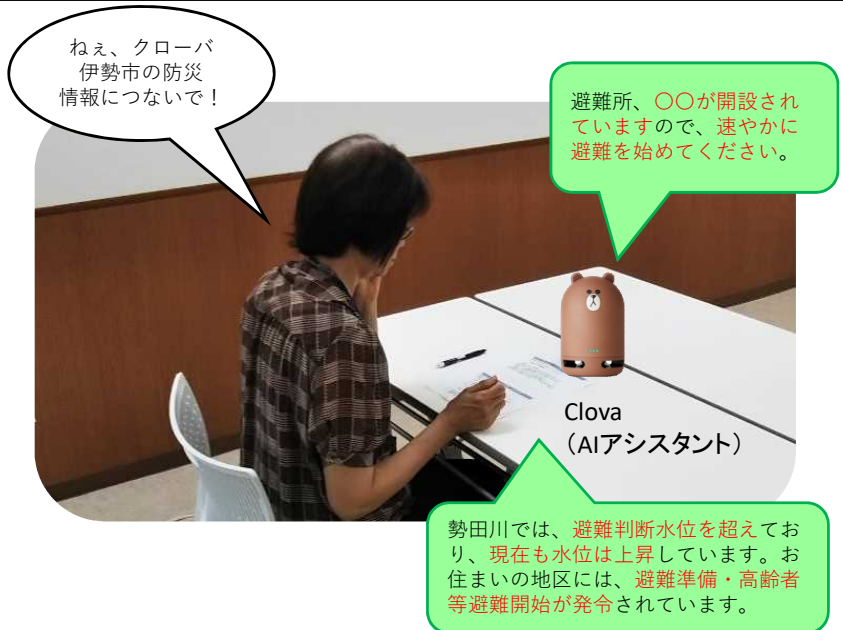 ねぇ、クローバ
伊勢市の防災
情報につないで！
避難所、〇〇が開設され
ていますので、速やかに
避難を始めてください。
Clova
（AIアシスタント）
勢田川では、避難判断水位を超えてお
り、現在も水位は上昇しています。お
住まいの地区には、避難準備・高齢者
等避難開始が発令されています。